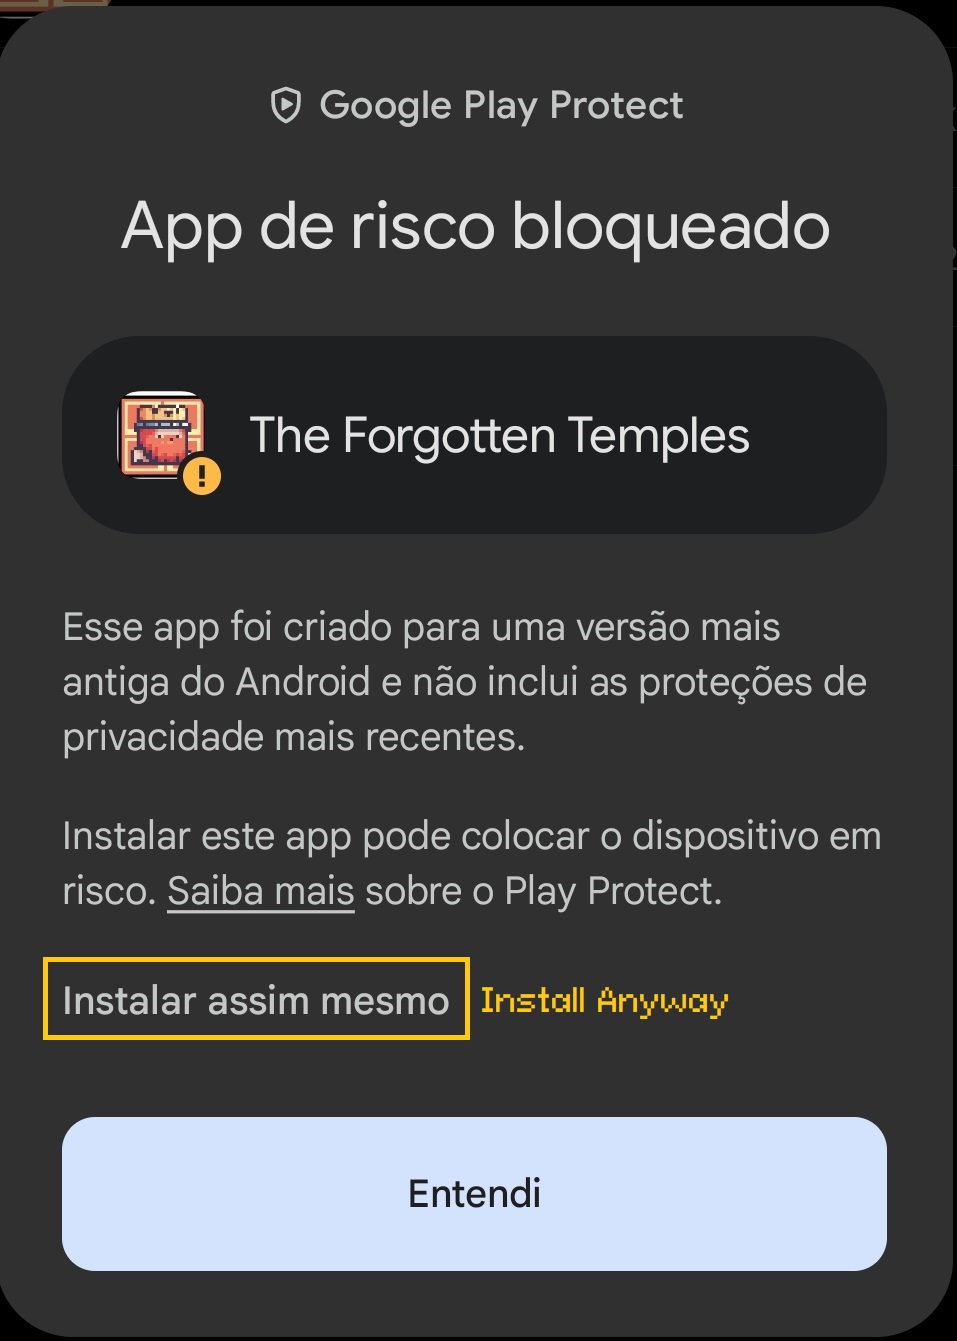 Google Play Protect
App de risco bloqueado
The Forgotten Temples
Esse app foi criado para uma versão mais
antiga do Android e não inclui as proteções de
privacidade mais recentes.
Instalar este app pode colocar o dispositivo em
risco. Saiba mais sobre o Play Protect.
Instalar assim mesmo Install Anyway
Entendi